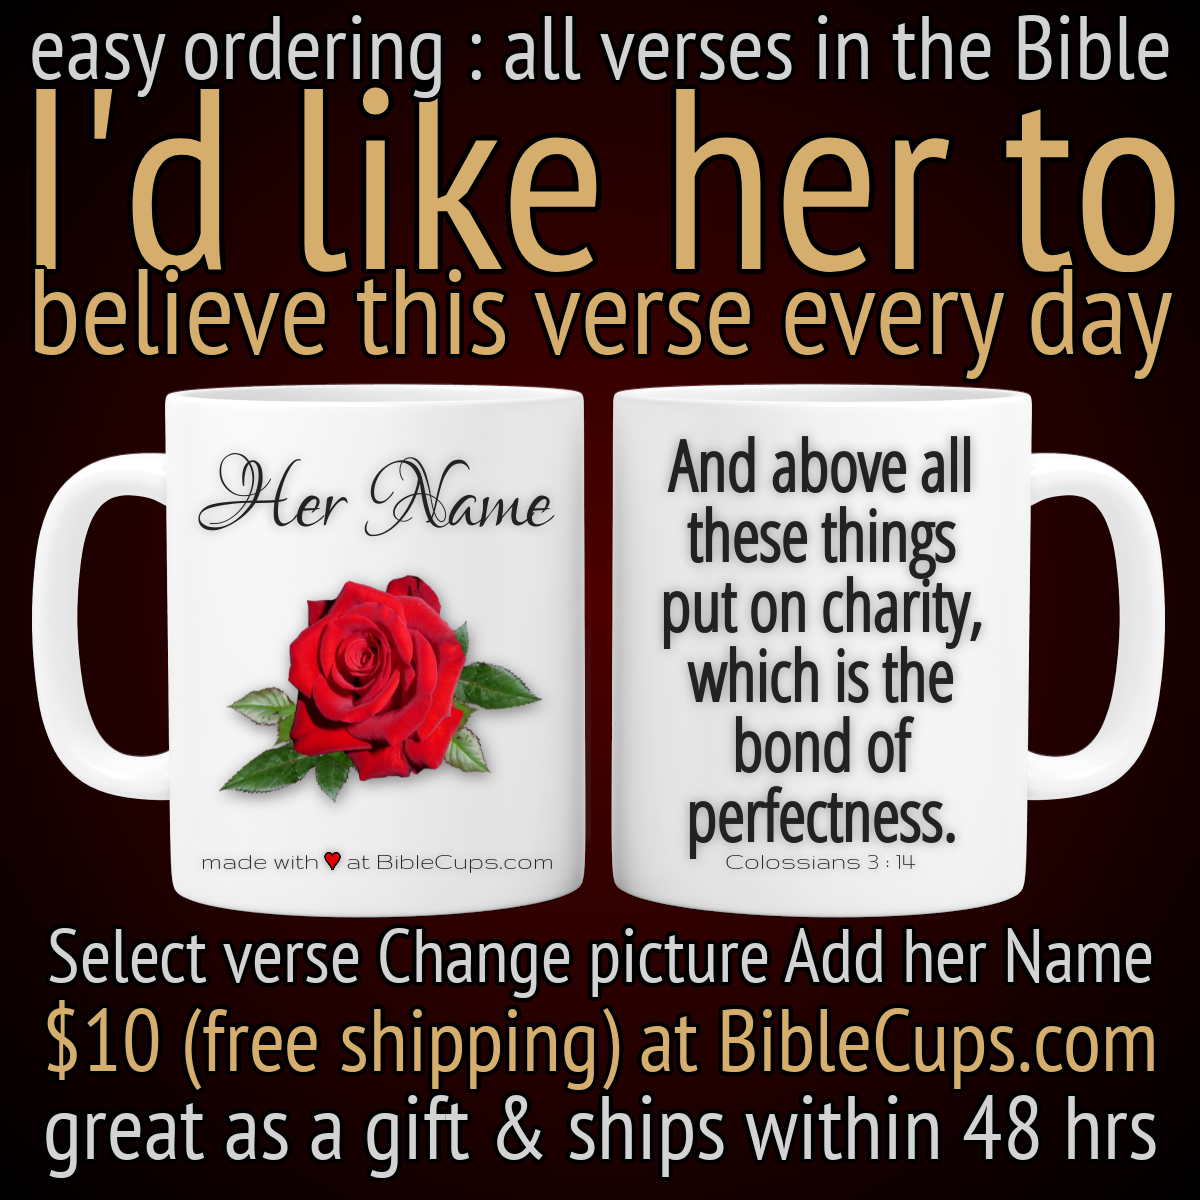 easy ordering : all verses in the Bible
I'd like her to
believe this verse every day
Her Name
made with ♥ at BibleCups.com
And above all
these things
put on charity,
which is the
bond of
perfectness.
Colossians 3 : 14
Select verse Change picture Add her Name
$10 (free shipping) at BibleCups.com
great as a gift & ships within 48 hrs